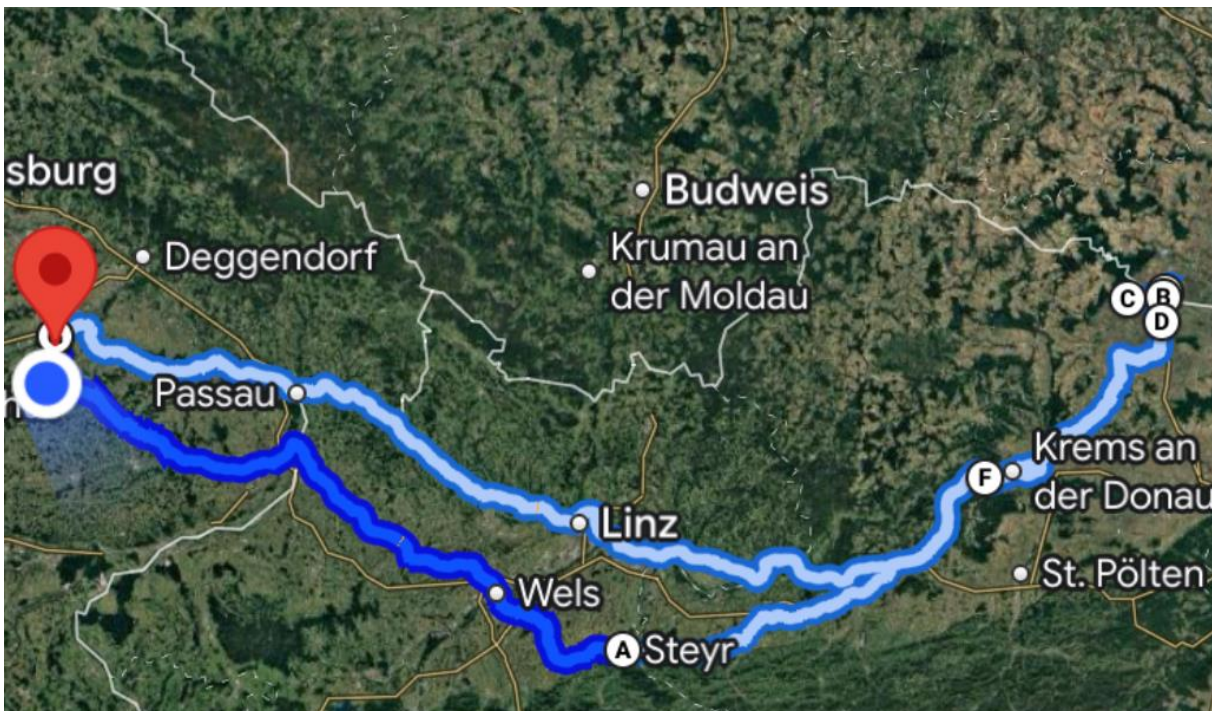 sburg
Deggendorf
Budweis
Krumau an
der Moldau
C
B
D
Passau
Krems an
der Donau
F
Linz
St. Pölten
Wels
A
Steyr